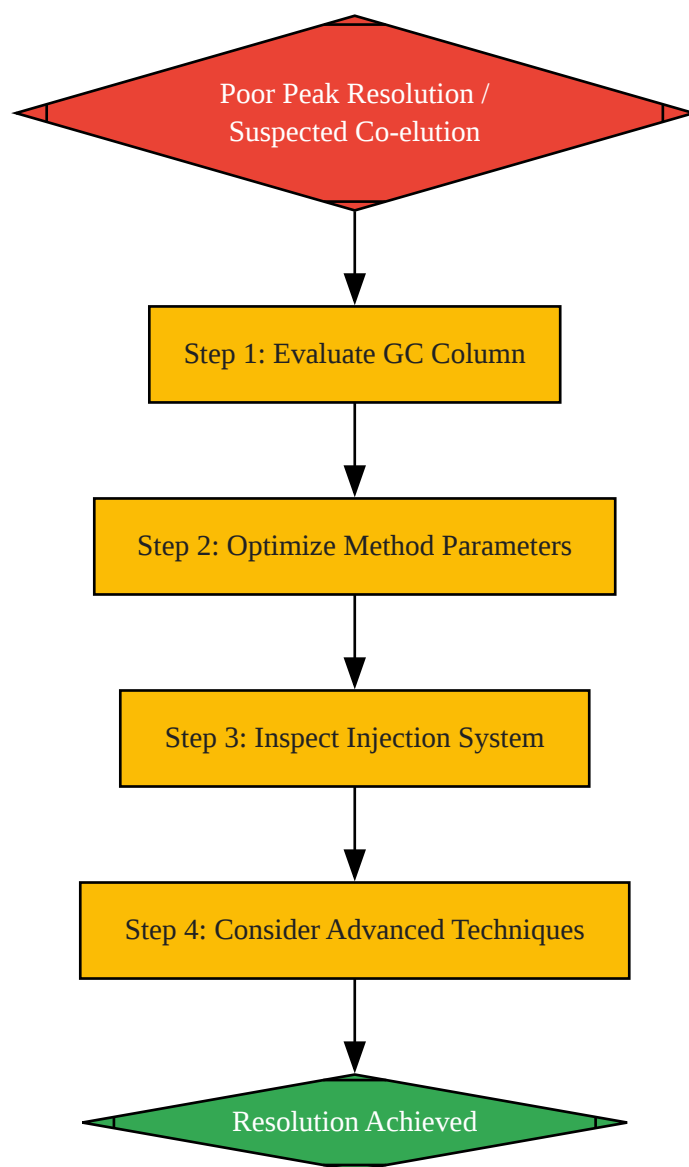 Poor Peak Resolution /
Suspected Co-elution
Step 1: Evaluate GC Column
Step 2: Optimize Method Parameters
Step 3: Inspect Injection System
Step 4: Consider Advanced Techniques
Resolution Achieved